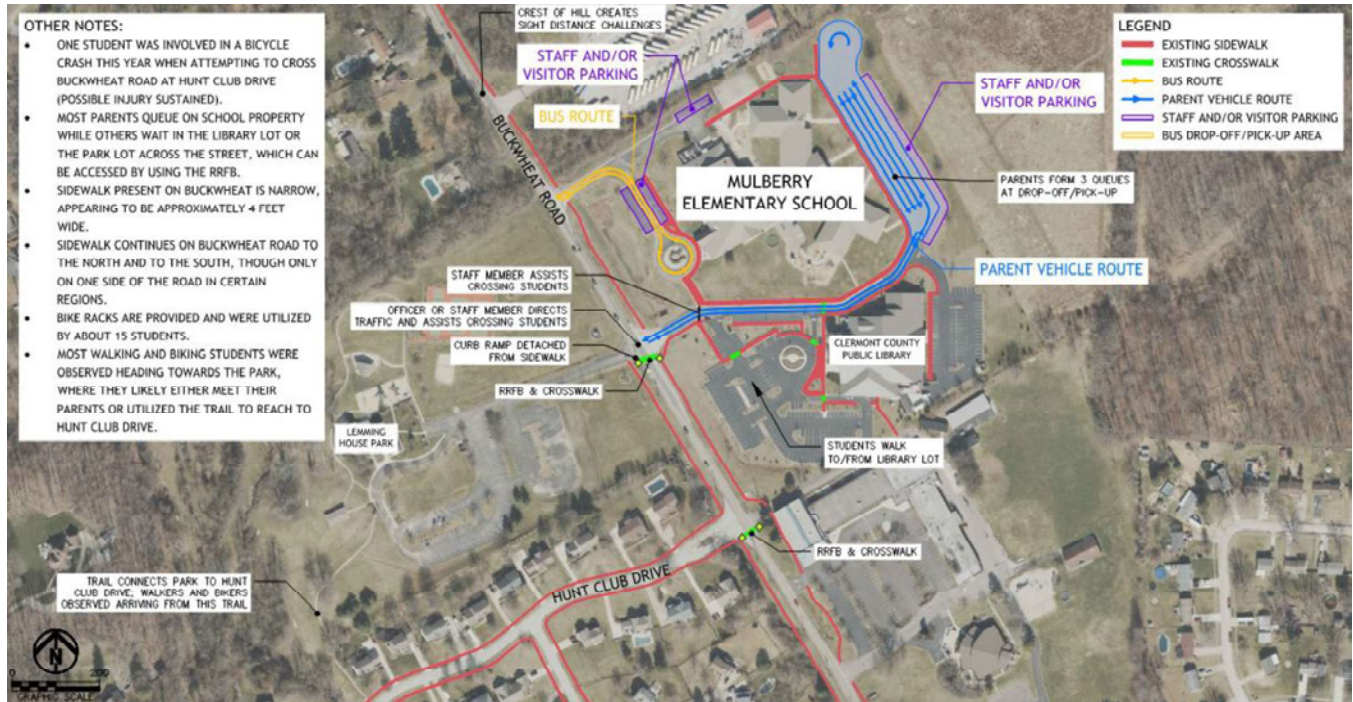 OTHER NOTES:
• ONE STUDENT WAS INVOLVED IN A BICYCLE
CRASH THIS YEAR WHEN ATTEMPTING TO CROSS
BUCKWHEAT ROAD AT HUNT CLUB DRIVE
(POSSIBLE INJURY SUSTAINED).
• MOST PARENTS QUEUE ON SCHOOL PROPERTY
WHILE OTHERS WAIT IN THE LIBRARY LOT OR
THE PARK LOT ACROSS THE STREET, WHICH CAN
BE ACCESSED BY USING THE RRFB.
• SIDEWALK PRESENT ON BUCKWHEAT IS NARROW,
APPEARING TO BE APPROXIMATELY 4 FEET
WIDE.
• SIDEWALK CONTINUES ON BUCKWHEAT ROAD TO
THE NORTH AND TO THE SOUTH, THOUGH ONLY
ON ONE SIDE OF THE ROAD IN CERTAIN
REGIONS.
• BIKE RACKS ARE PROVIDED AND WERE UTILIZED
BY ABOUT 15 STUDENTS.
• MOST WALKING AND BIKING STUDENTS WERE
OBSERVED HEADING TOWARDS THE PARK,
WHERE THEY LIKELY EITHER MEET THEIR
PARENTS OR UTILIZED THE TRAIL TO REACH TO
HUNT CLUB DRIVE.
CREST OF HILL CREATES
SIGHT DISTANCE CHALLENGES
STAFF AND/OR
VISITOR PARKING
BUS ROUTE
BUCKWHEAT ROAD
MULBERRY
ELEMENTARY SCHOOL
STAFF AND/OR
VISITOR PARKING
LEGEND
EXISTING SIDEWALK
EXISTING CROSSWALK
BUS ROUTE
PARENT VEHICLE ROUTE
STAFF AND/OR VISITOR PARKING
BUS DROP-OFF/PICK-UP AREA
PARENTS FORM 3 QUEUES
AT DROP-OFF/PICK-UP
PARENT VEHICLE ROUTE
STAFF MEMBER ASSISTS
CROSSING STUDENTS
OFFICER OR STAFF MEMBER DIRECTS
TRAFFIC AND ASSISTS CROSSING STUDENTS
CURB RAMP DETACHED
FROM SIDEWALK
RRFB & CROSSWALK
CLERMONT COUNTY
PUBLIC LIBRARY
LEMMING
HOUSE PARK
STUDENTS WALK
TO/FROM LIBRARY LOT
RRFB & CROSSWALK
HUNT CLUB DRIVE
TRAIL CONNECTS PARK TO HUNT
CLUB DRIVE; WALKERS AND BIKERS
OBSERVED ARRIVING FROM THIS TRAIL
N
0 200
GRAPHIC SCALE